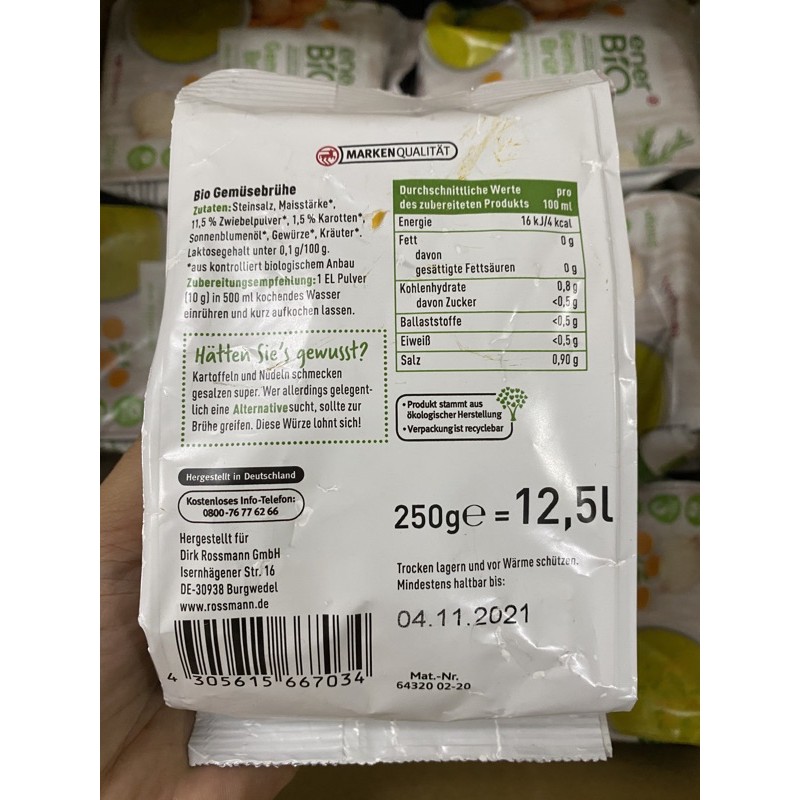 ener
BiO
ener
BiO
MARKENQUALITÄT
Bio Gemüsebrühe
Zutaten: Steinsalz, Maisstärke*,
11,5 % Zwiebelpulver*, 1,5 % Karotten*,
Sonnenblumenöl*, Gewürze*, Kräuter*.
Laktosegehalt unter 0,1 g/100 g.
*aus kontrolliert biologischem Anbau
Zubereitungsempfehlung: 1 EL Pulver
(10 g) in 500 ml kochendes Wasser
einrühren und kurz aufkochen lassen.
Hätten Sie's gewusst?
Kartoffeln und Nudeln schmecken
gesalzen super. Wer allerdings gelegent-
lich eine Alternative sucht, sollte zur
Brühe greifen. Diese Würze lohnt sich!
Hergestellt in Deutschland
Kostenloses Info-Telefon:
0800-76 77 62 66
Hergestellt für
Dirk Rossmann GmbH
Isernhägener Str. 16
DE-30938 Burgwedel
www.rossmann.de
4 305615 667034
Durchschnittliche Werte pro
des zubereiteten Produkts 100 ml
Energie 16 kJ/4 kcal
Fett 0 g
davon
gesättigte Fettsäuren 0 g
Kohlenhydrate 0,8 g
davon Zucker <0,5 g
Ballaststoffe <0,5 g
Eiweiß <0,5 g
Salz 0,90 g
• Produkt stammt aus
ökologischer Herstellung
• Verpackung ist recyclebar
250g℮ = 12,5l
Trocken lagern und vor Wärme schützen.
Mindestens haltbar bis:
04.11.2021
Mat.-Nr.
64320 02-20